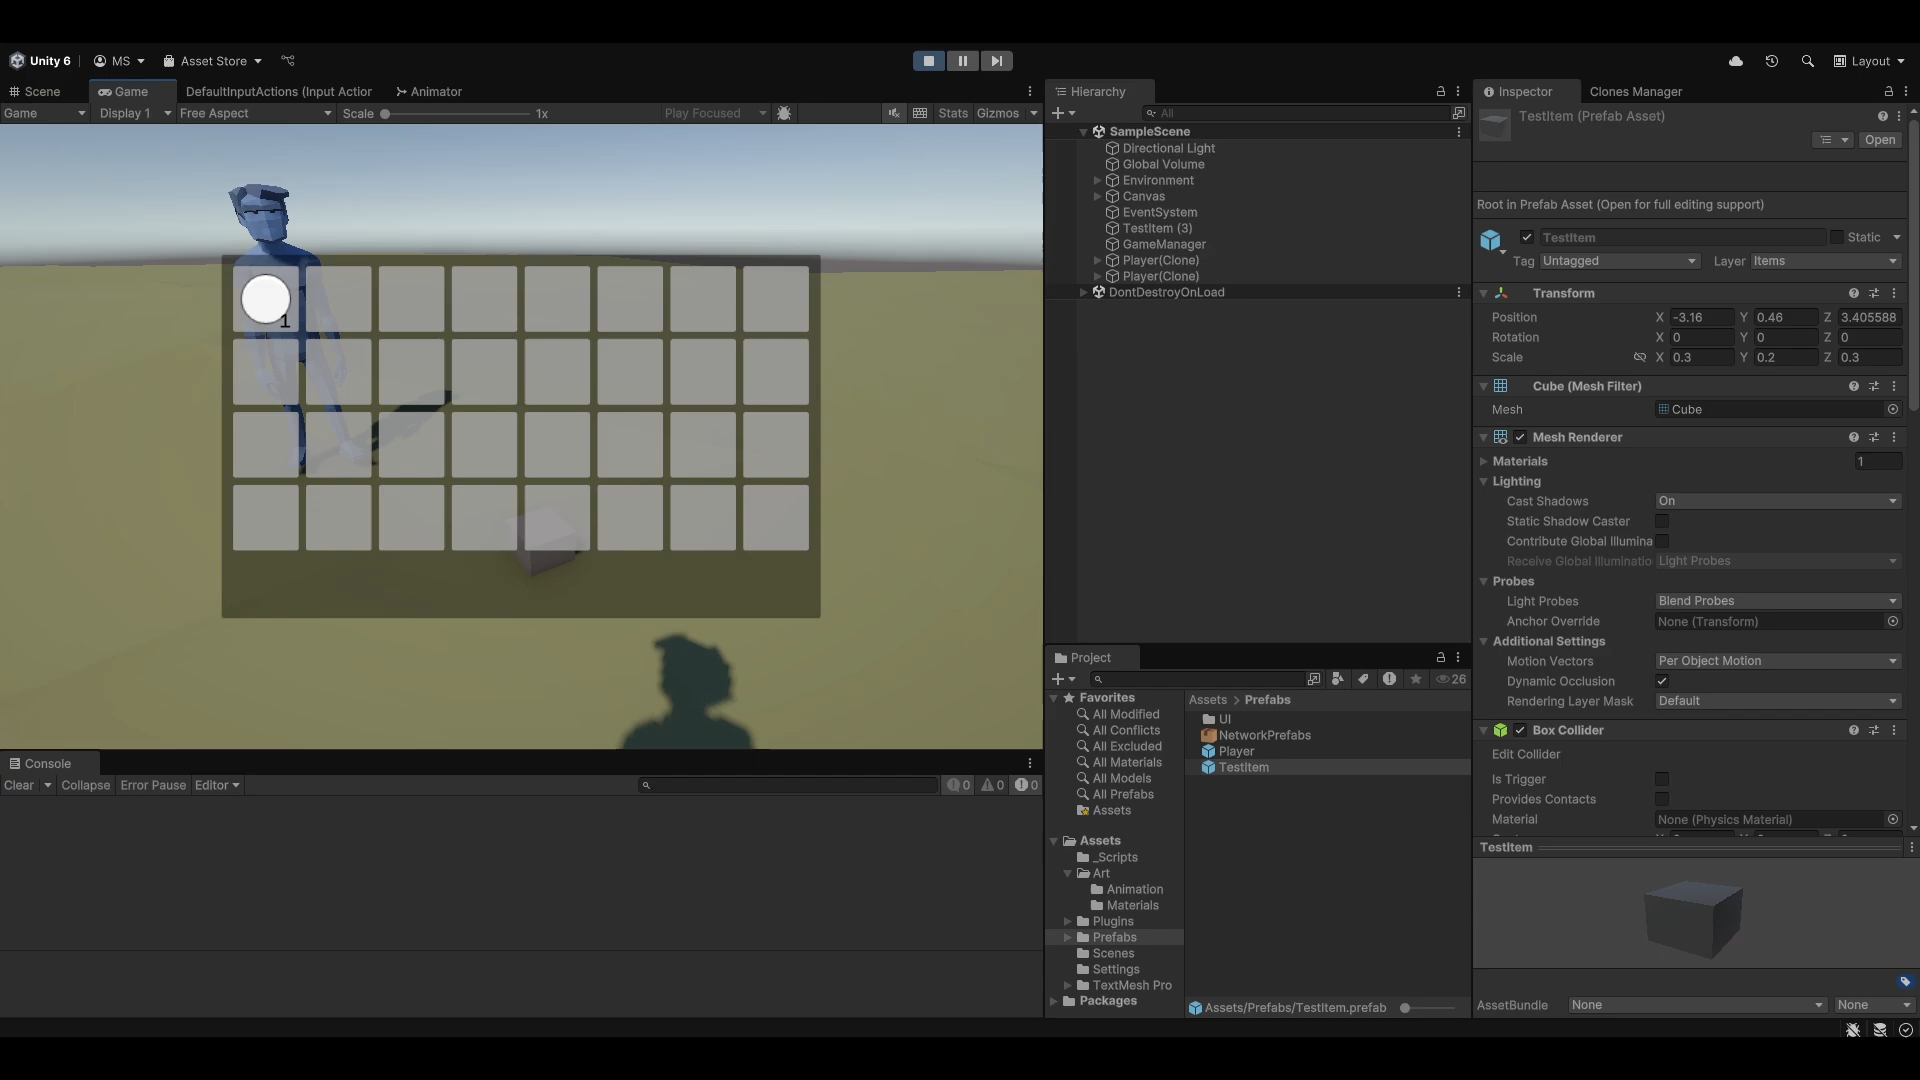 Unity 6
MS
Asset Store
Layout
Scene
Game
DefaultInputActions (Input Action
Animator
Game
Display 1
Free Aspect
Scale
1x
Play Focused
Stats
Gizmos
1
Console
Clear
Collapse
Error Pause
Editor
0
0
0
Hierarchy
All
SampleScene
Directional Light
Global Volume
Environment
Canvas
EventSystem
TestItem (3)
GameManager
Player(Clone)
Player(Clone)
DontDestroyOnLoad
Project
26
Favorites
All Modified
All Conflicts
All Excluded
All Materials
All Models
All Prefabs
Assets
Assets
_Scripts
Art
Animation
Materials
Plugins
Prefabs
Scenes
Settings
TextMesh Pro
Packages
Assets > Prefabs
UI
NetworkPrefabs
Player
TestItem
Assets/Prefabs/TestItem.prefab
Inspector
Clones Manager
TestItem (Prefab Asset)
Open
Root in Prefab Asset (Open for full editing support)
TestItem
Static
Tag Untagged
Layer Items
Transform
Position X -3.16 Y 0.46 Z 3.405588
Rotation X 0 Y 0 Z 0
Scale X 0.3 Y 0.2 Z 0.3
Cube (Mesh Filter)
Mesh Cube
Mesh Renderer
Materials 1
Lighting
Cast Shadows On
Static Shadow Caster
Contribute Global Illumina
Receive Global Illuminatio Light Probes
Probes
Light Probes Blend Probes
Anchor Override None (Transform)
Additional Settings
Motion Vectors Per Object Motion
Dynamic Occlusion
Rendering Layer Mask Default
Box Collider
Edit Collider
Is Trigger
Provides Contacts
Material None (Physics Material)
TestItem
AssetBundle None None